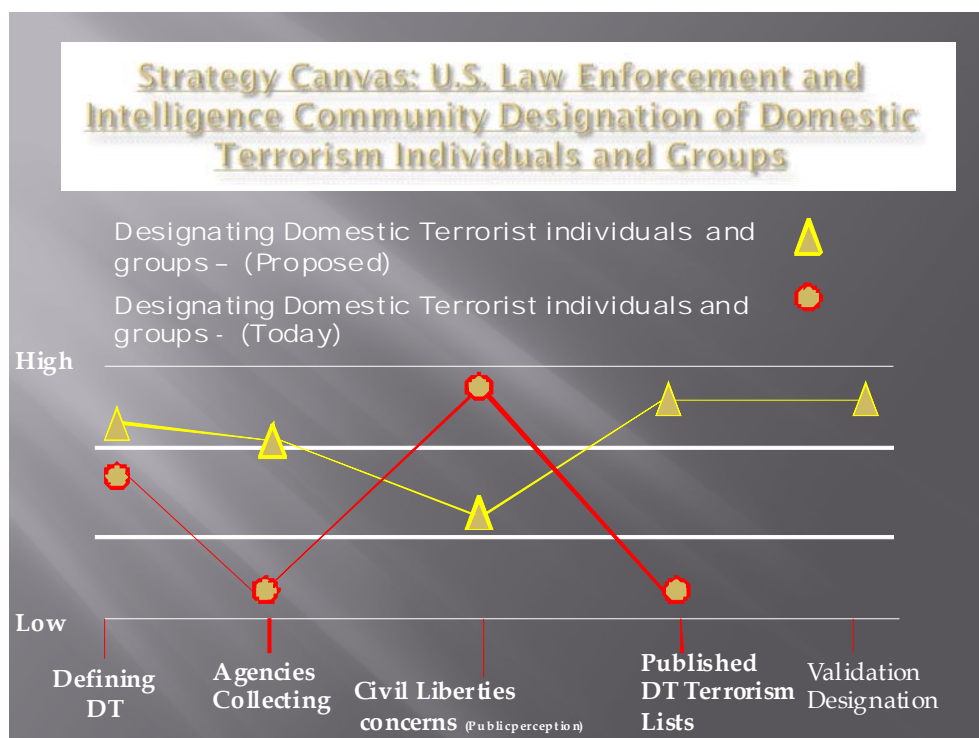 Strategy Canvas: U.S. Law Enforcement and
Intelligence Community Designation of Domestic
Terrorism Individuals and Groups
Designating Domestic Terrorist individuals and
groups – (Proposed)
Designating Domestic Terrorist individuals and
groups - (Today)
High
Low
Defining
DT
Agencies
Collecting
Civil Liberties
concerns (Public perception)
Published
DT Terrorism
Lists
Validation
Designation